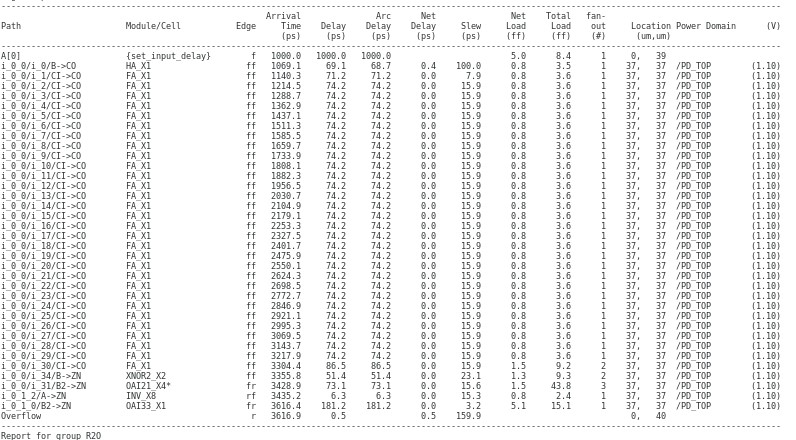 Arrival Arc Net Net Total fan-
Path Module/Cell Edge Time Delay Delay Delay Slew Load Load out Location Power Domain (V)
(ps) (ps) (ps) (ps) (ps) (ff) (ff) (#) (um,um)
A[0] {set_input_delay} f 1000.0 1000.0 1000.0 5.0 8.4 1 0, 39
i_0_0/i_0/B->CO HA_X1 ff 1069.1 69.1 68.7 0.4 100.0 0.8 3.5 1 37, 37 /PD_TOP (1.10)
i_0_0/i_1/CI->CO FA_X1 ff 1140.3 71.2 71.2 0.0 7.9 0.8 3.6 1 37, 37 /PD_TOP (1.10)
i_0_0/i_2/CI->CO FA_X1 ff 1214.5 74.2 74.2 0.0 15.9 0.8 3.6 1 37, 37 /PD_TOP (1.10)
i_0_0/i_3/CI->CO FA_X1 ff 1288.7 74.2 74.2 0.0 15.9 0.8 3.6 1 37, 37 /PD_TOP (1.10)
i_0_0/i_4/CI->CO FA_X1 ff 1362.9 74.2 74.2 0.0 15.9 0.8 3.6 1 37, 37 /PD_TOP (1.10)
i_0_0/i_5/CI->CO FA_X1 ff 1437.1 74.2 74.2 0.0 15.9 0.8 3.6 1 37, 37 /PD_TOP (1.10)
i_0_0/i_6/CI->CO FA_X1 ff 1511.3 74.2 74.2 0.0 15.9 0.8 3.6 1 37, 37 /PD_TOP (1.10)
i_0_0/i_7/CI->CO FA_X1 ff 1585.5 74.2 74.2 0.0 15.9 0.8 3.6 1 37, 37 /PD_TOP (1.10)
i_0_0/i_8/CI->CO FA_X1 ff 1659.7 74.2 74.2 0.0 15.9 0.8 3.6 1 37, 37 /PD_TOP (1.10)
i_0_0/i_9/CI->CO FA_X1 ff 1733.9 74.2 74.2 0.0 15.9 0.8 3.6 1 37, 37 /PD_TOP (1.10)
i_0_0/i_10/CI->CO FA_X1 ff 1808.1 74.2 74.2 0.0 15.9 0.8 3.6 1 37, 37 /PD_TOP (1.10)
i_0_0/i_11/CI->CO FA_X1 ff 1882.3 74.2 74.2 0.0 15.9 0.8 3.6 1 37, 37 /PD_TOP (1.10)
i_0_0/i_12/CI->CO FA_X1 ff 1956.5 74.2 74.2 0.0 15.9 0.8 3.6 1 37, 37 /PD_TOP (1.10)
i_0_0/i_13/CI->CO FA_X1 ff 2030.7 74.2 74.2 0.0 15.9 0.8 3.6 1 37, 37 /PD_TOP (1.10)
i_0_0/i_14/CI->CO FA_X1 ff 2104.9 74.2 74.2 0.0 15.9 0.8 3.6 1 37, 37 /PD_TOP (1.10)
i_0_0/i_15/CI->CO FA_X1 ff 2179.1 74.2 74.2 0.0 15.9 0.8 3.6 1 37, 37 /PD_TOP (1.10)
i_0_0/i_16/CI->CO FA_X1 ff 2253.3 74.2 74.2 0.0 15.9 0.8 3.6 1 37, 37 /PD_TOP (1.10)
i_0_0/i_17/CI->CO FA_X1 ff 2327.5 74.2 74.2 0.0 15.9 0.8 3.6 1 37, 37 /PD_TOP (1.10)
i_0_0/i_18/CI->CO FA_X1 ff 2401.7 74.2 74.2 0.0 15.9 0.8 3.6 1 37, 37 /PD_TOP (1.10)
i_0_0/i_19/CI->CO FA_X1 ff 2475.9 74.2 74.2 0.0 15.9 0.8 3.6 1 37, 37 /PD_TOP (1.10)
i_0_0/i_20/CI->CO FA_X1 ff 2550.1 74.2 74.2 0.0 15.9 0.8 3.6 1 37, 37 /PD_TOP (1.10)
i_0_0/i_21/CI->CO FA_X1 ff 2624.3 74.2 74.2 0.0 15.9 0.8 3.6 1 37, 37 /PD_TOP (1.10)
i_0_0/i_22/CI->CO FA_X1 ff 2698.5 74.2 74.2 0.0 15.9 0.8 3.6 1 37, 37 /PD_TOP (1.10)
i_0_0/i_23/CI->CO FA_X1 ff 2772.7 74.2 74.2 0.0 15.9 0.8 3.6 1 37, 37 /PD_TOP (1.10)
i_0_0/i_24/CI->CO FA_X1 ff 2846.9 74.2 74.2 0.0 15.9 0.8 3.6 1 37, 37 /PD_TOP (1.10)
i_0_0/i_25/CI->CO FA_X1 ff 2921.1 74.2 74.2 0.0 15.9 0.8 3.6 1 37, 37 /PD_TOP (1.10)
i_0_0/i_26/CI->CO FA_X1 ff 2995.3 74.2 74.2 0.0 15.9 0.8 3.6 1 37, 37 /PD_TOP (1.10)
i_0_0/i_27/CI->CO FA_X1 ff 3069.5 74.2 74.2 0.0 15.9 0.8 3.6 1 37, 37 /PD_TOP (1.10)
i_0_0/i_28/CI->CO FA_X1 ff 3143.7 74.2 74.2 0.0 15.9 0.8 3.6 1 37, 37 /PD_TOP (1.10)
i_0_0/i_29/CI->CO FA_X1 ff 3217.9 74.2 74.2 0.0 15.9 0.8 3.6 1 37, 37 /PD_TOP (1.10)
i_0_0/i_30/CI->CO FA_X1 ff 3304.4 86.5 86.5 0.0 15.9 1.5 9.2 2 37, 37 /PD_TOP (1.10)
i_0_0/i_34/B->ZN XNOR2_X2 ff 3355.8 51.4 51.4 0.0 23.1 1.3 9.3 2 37, 37 /PD_TOP (1.10)
i_0_0/i_31/B2->ZN OAI21_X4* fr 3428.9 73.1 73.1 0.0 15.6 1.5 43.8 3 37, 37 /PD_TOP (1.10)
i_0_1_2/A->ZN INV_X8 rf 3435.2 6.3 6.3 0.0 15.3 0.8 2.4 1 37, 37 /PD_TOP (1.10)
i_0_1_0/B2->ZN OAI33_X1 fr 3616.4 181.2 181.2 0.0 3.2 5.1 15.1 1 37, 37 /PD_TOP (1.10)
Overflow r 3616.9 0.5 0.5 159.9 0, 40
Report for group R2O